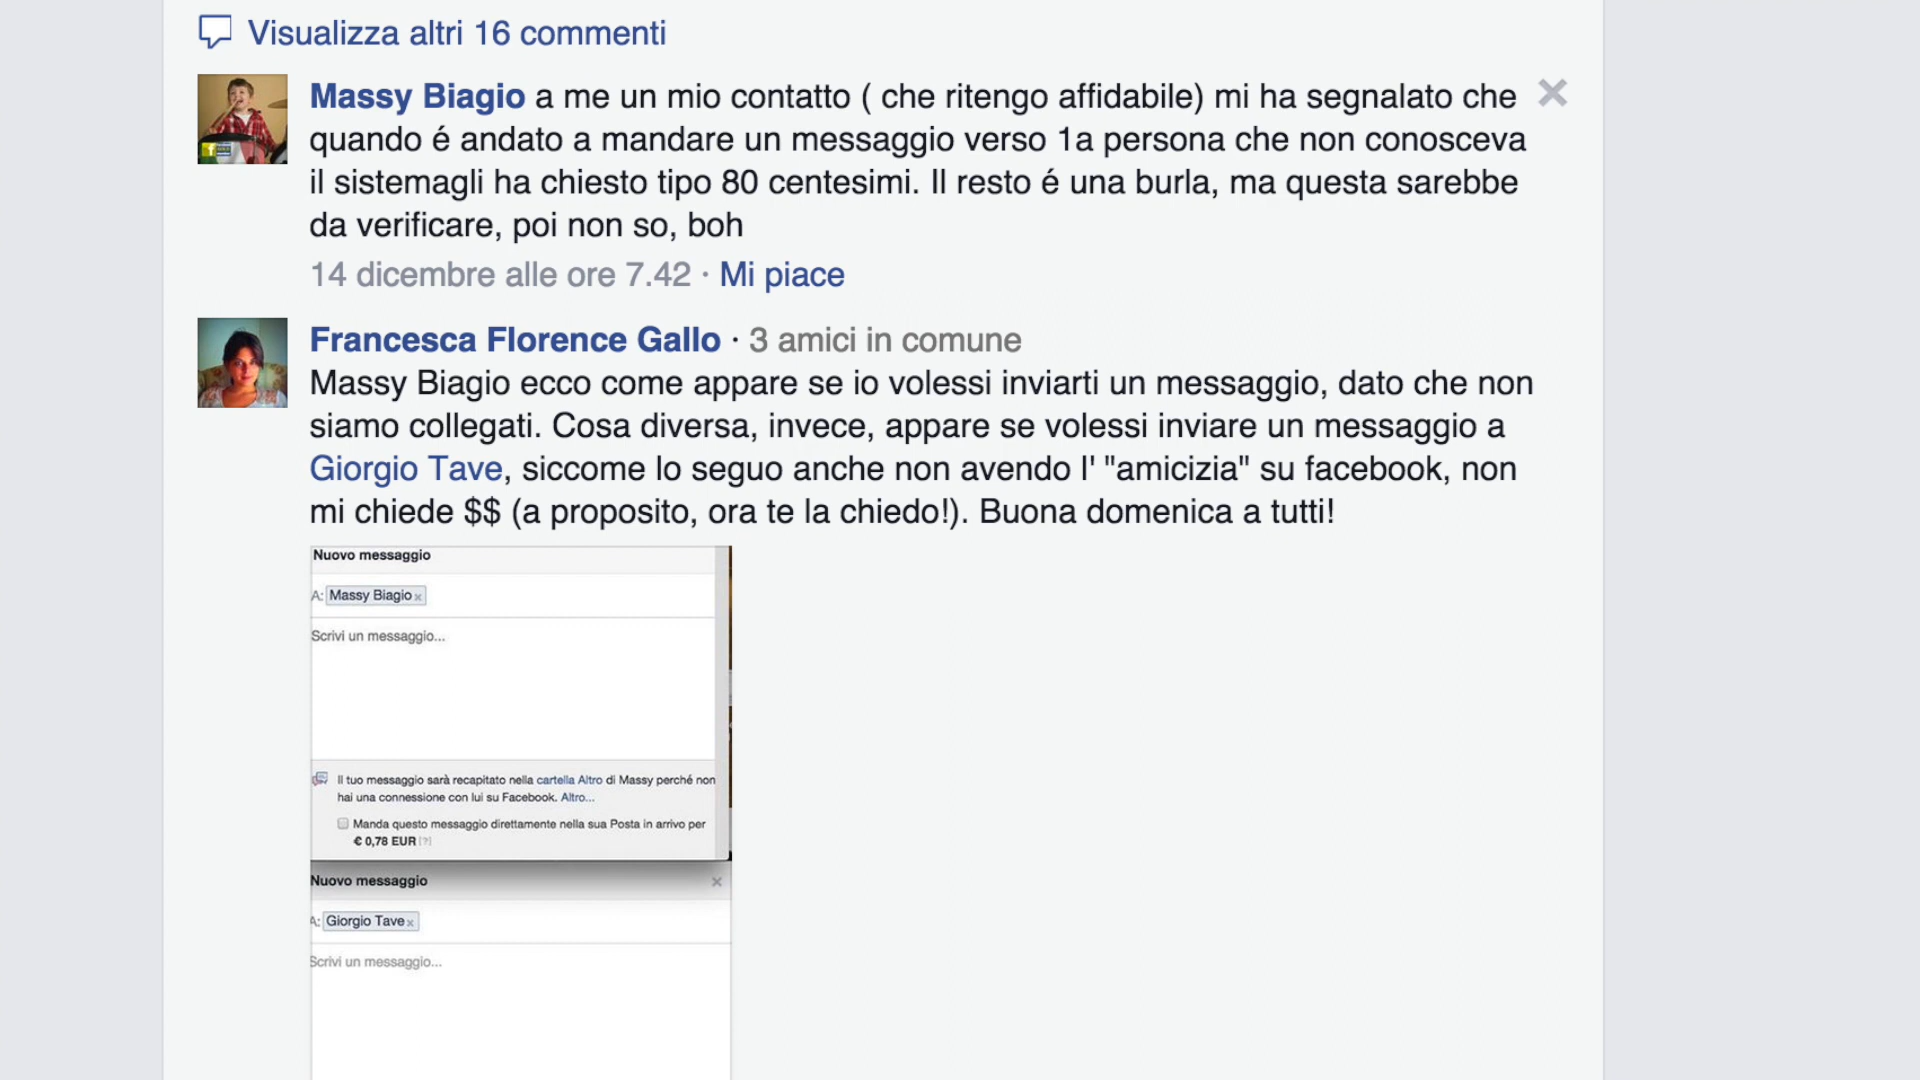 Visualizza altri 16 commenti
Massy Biagio a me un mio contatto ( che ritengo affidabile) mi ha segnalato che
quando é andato a mandare un messaggio verso 1a persona che non conosceva
il sistemagli ha chiesto tipo 80 centesimi. Il resto é una burla, ma questa sarebbe
da verificare, poi non so, boh
14 dicembre alle ore 7.42 · Mi piace
Francesca Florence Gallo · 3 amici in comune
Massy Biagio ecco come appare se io volessi inviarti un messaggio, dato che non
siamo collegati. Cosa diversa, invece, appare se volessi inviare un messaggio a
Giorgio Tave, siccome lo seguo anche non avendo l' "amicizia" su facebook, non
mi chiede $$ (a proposito, ora te la chiedo!). Buona domenica a tutti!
Nuovo messaggio
A: Massy Biagio x
Scrivi un messaggio...
Il tuo messaggio sarà recapitato nella cartella Altro di Massy perché non
hai una connessione con lui su Facebook. Altro...
Manda questo messaggio direttamente nella sua Posta in arrivo per
€ 0,78 EUR [?]
Nuovo messaggio
A: Giorgio Tave x
Scrivi un messaggio...